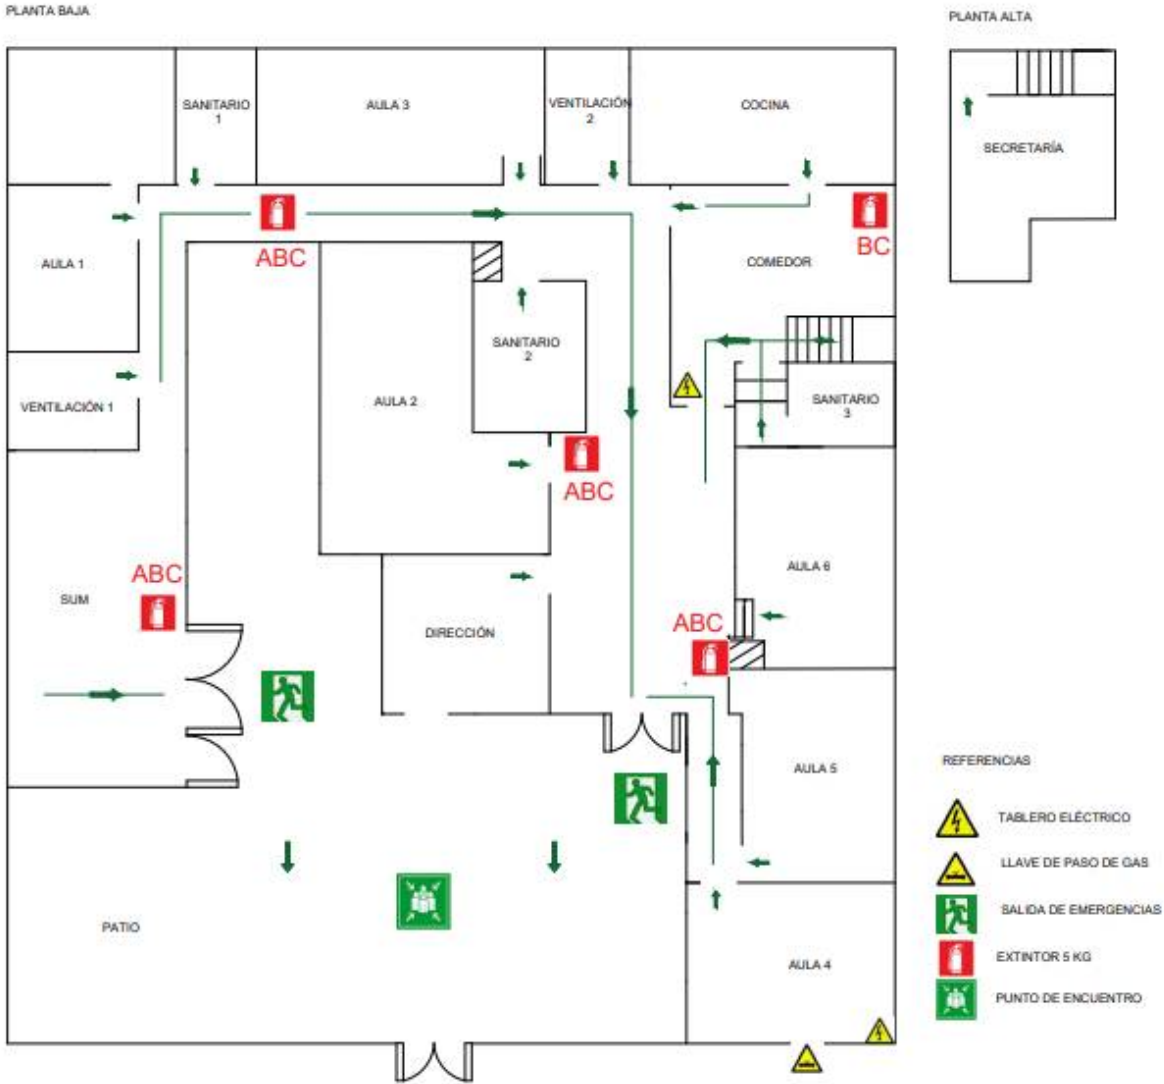 PLANTA BAJA
PLANTA ALTA
SANITARIO
1
AULA 3
VENTILACIÓN
2
COCINA
SECRETARÍA
ABC
BC
AULA 1
COMEDOR
SANITARIO
2
VENTILACIÓN 1
AULA 2
SANITARIO
3
ABC
ABC
SUM
AULA 6
ABC
DIRECCIÓN
AULA 5
PATIO
AULA 4
REFERENCIAS
TABLERO ELÉCTRICO
LLAVE DE PASO DE GAS
SALIDA DE EMERGENCIAS
EXTINTOR 5 KG
PUNTO DE ENCUENTRO